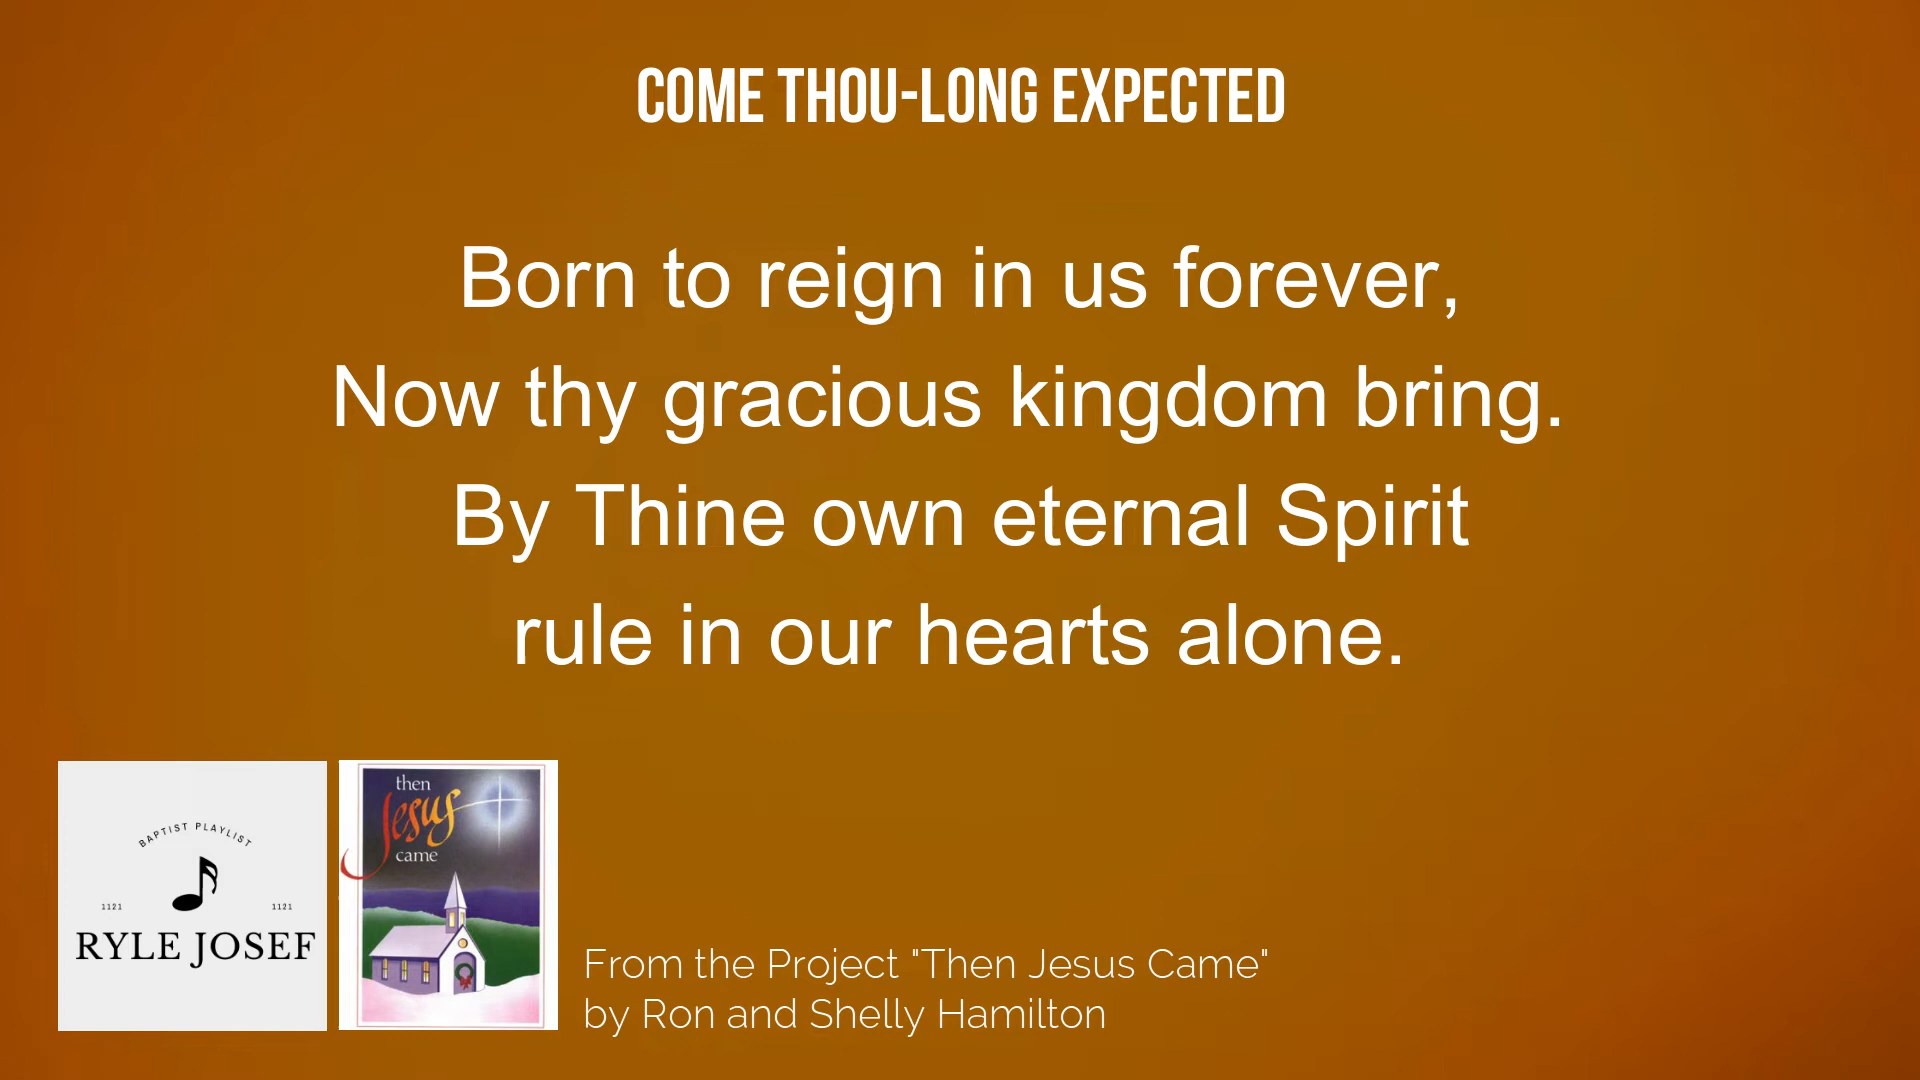 COME THOU-LONG EXPECTED
Born to reign in us forever,
Now thy gracious kingdom bring.
By Thine own eternal Spirit
rule in our hearts alone.
BAPTIST PLAYLIST
1121
1121
RYLE JOSEF
then
Jesus
came
From the Project "Then Jesus Came"
by Ron and Shelly Hamilton